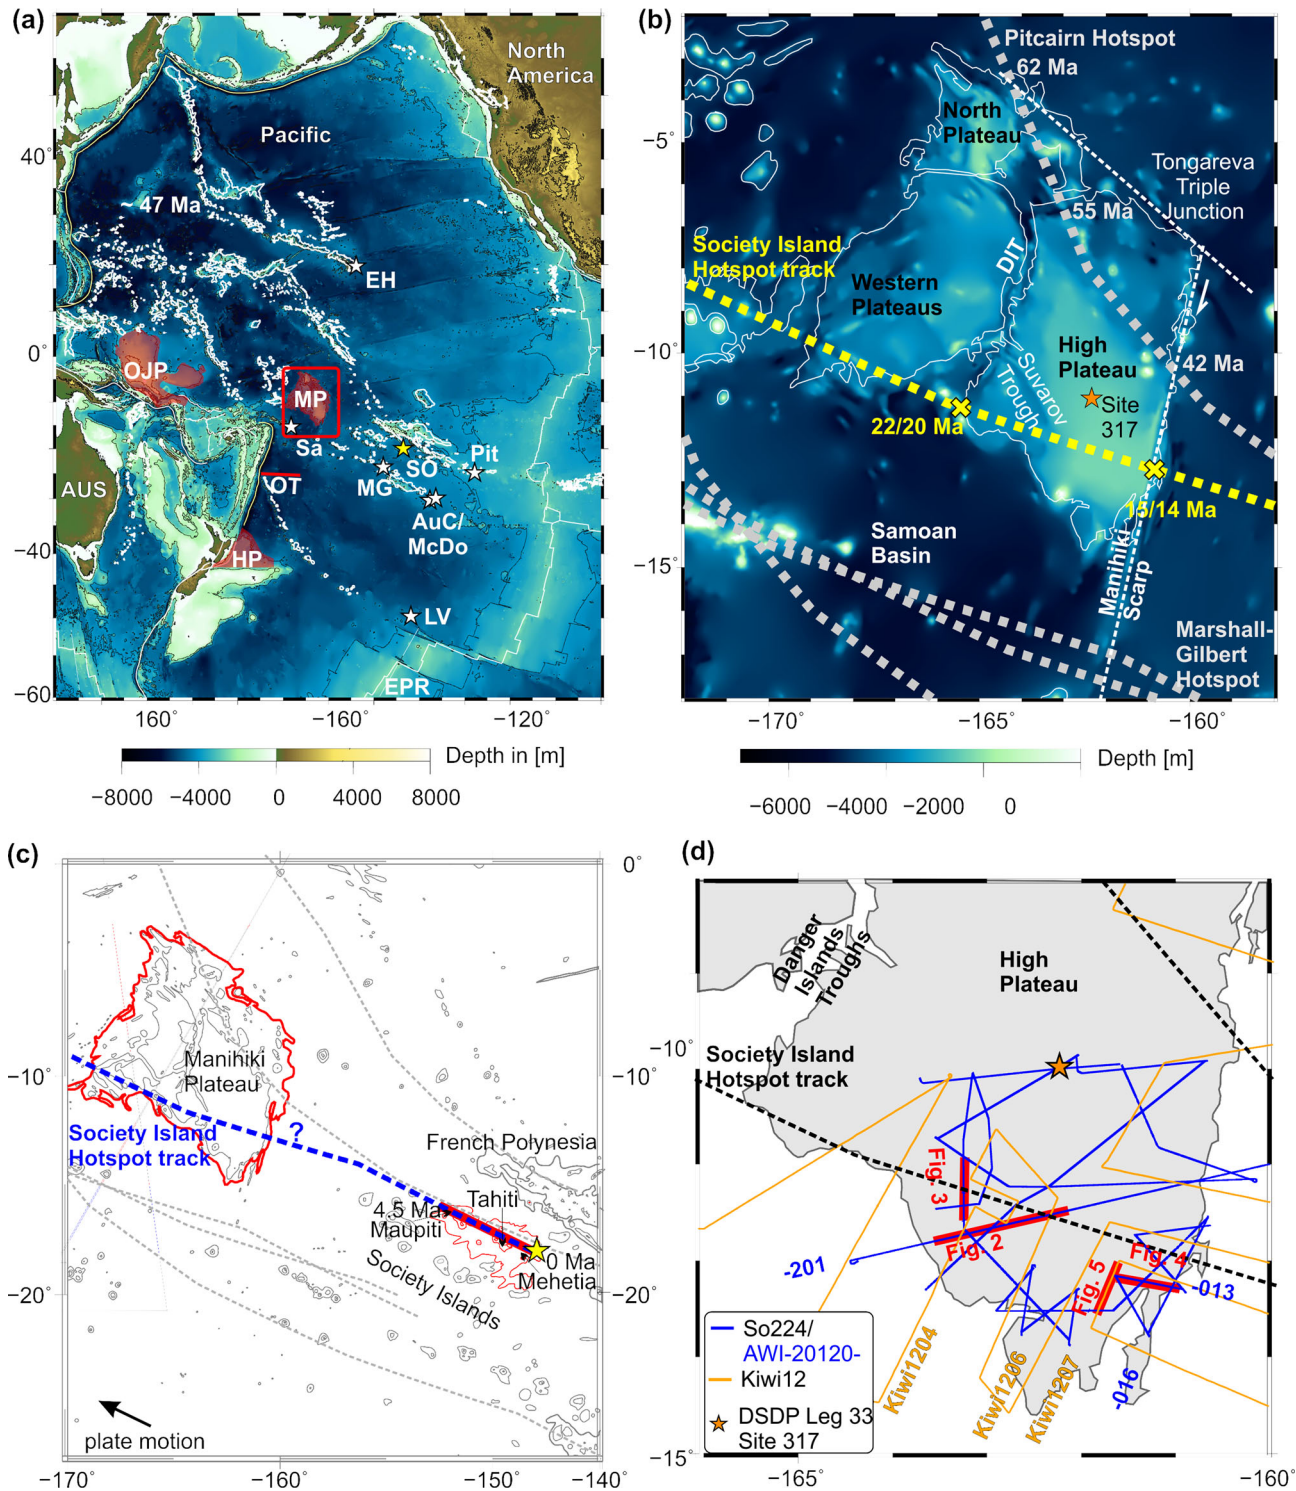 (a)
North
America
Pacific
40°
~47 Ma
EH
0°
OJP
MP
Sa
SO
Pit
MG
OT
AUS
AuC/
McDo
HP
−40
LV
EPR
−60
160°
−160°
−120°
Depth in [m]
−8000
−4000
0
4000
8000
(b)
Pitcairn Hotspot
62 Ma
North
Plateau
−5°
Tongareva
Triple
Junction
55 Ma
Society Island
Hotspot track
DIT
Western
Plateaus
−10°
High
Plateau
42 Ma
Suvarov
Trough
Site
317
22/20 Ma
15/14 Ma
Samoan
Basin
−15°
Manihiki
Scarp
Marshall-
Gilbert
Hotspot
−170°
−165°
−160°
Depth [m]
−6000
−4000
−2000
0
(c)
0°
Manihiki
Plateau
−10°
−10°
Society Island
Hotspot track
?
French Polynesia
Tahiti
4.5 Ma
Maupiti
0 Ma
Mehetia
Society Islands
−20°
−20°
plate motion
−170°
−160°
−150°
−140°
(d)
Danger
Islands
Troughs
High
Plateau
−10°
Society Island
Hotspot track
Fig. 3
Fig. 2
Fig. 4
Fig. 5
-201
-013
-016
Kiwi1204
Kiwi1206
Kiwi1207
So224/
AWI-20120-
Kiwi12
DSDP Leg 33
Site 317
−15°
−165°
−160°